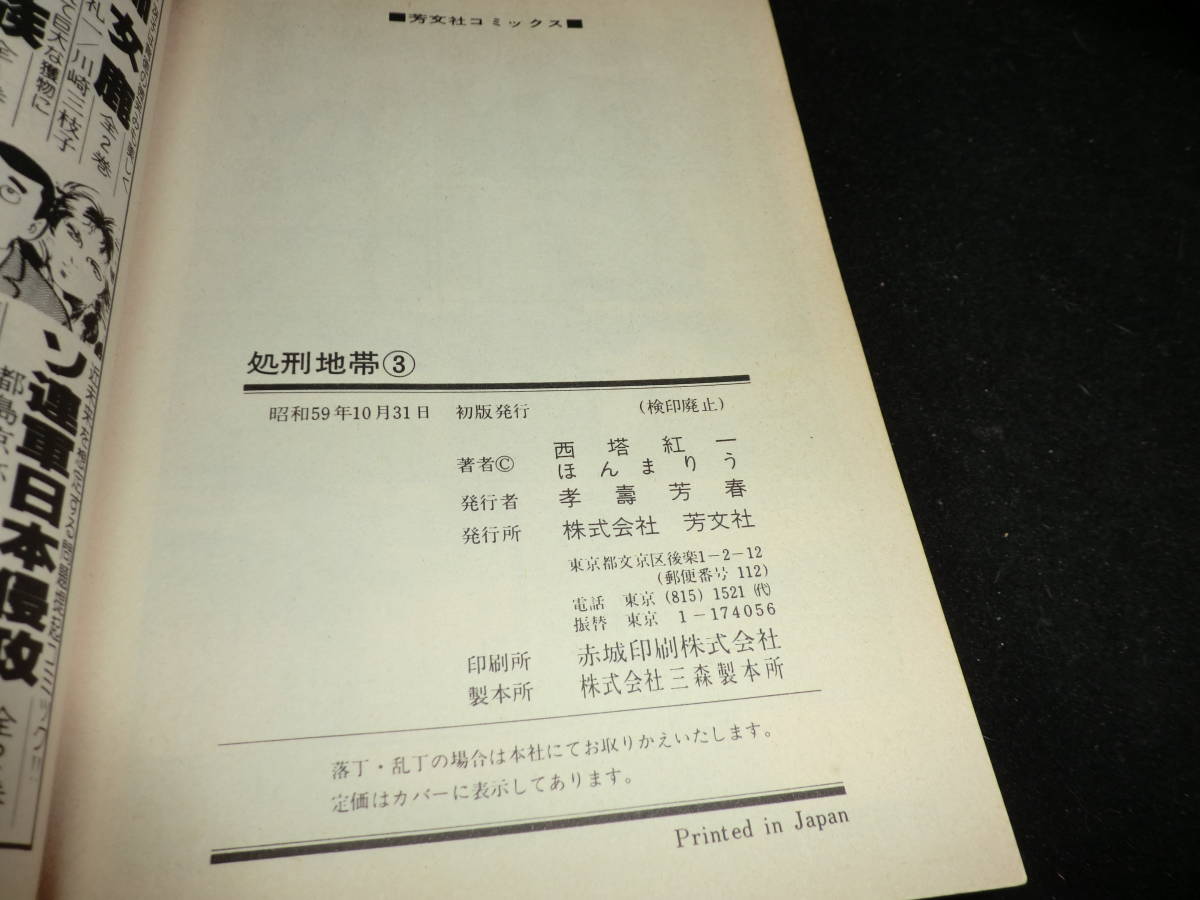 ■芳文社コミックス■
処刑地帯③
昭和59年10月31日 初版発行 (検印廃止)
著者© 西塔紅一
ほんまりう
発行者 孝壽芳春
発行所 株式会社 芳文社
東京都文京区後楽1-2-12
(郵便番号 112)
電話 東京 (815) 1521 (代)
振替 東京 1-174056
印刷所 赤城印刷株式会社
製本所 株式会社三森製本所
落丁・乱丁の場合は本社にてお取りかえいたします。
定価はカバーに表示してあります。
Printed in Japan
女鹿 全2巻
礼/川崎三枝子
族
て巨大な獲物に
ソ連軍日本侵攻